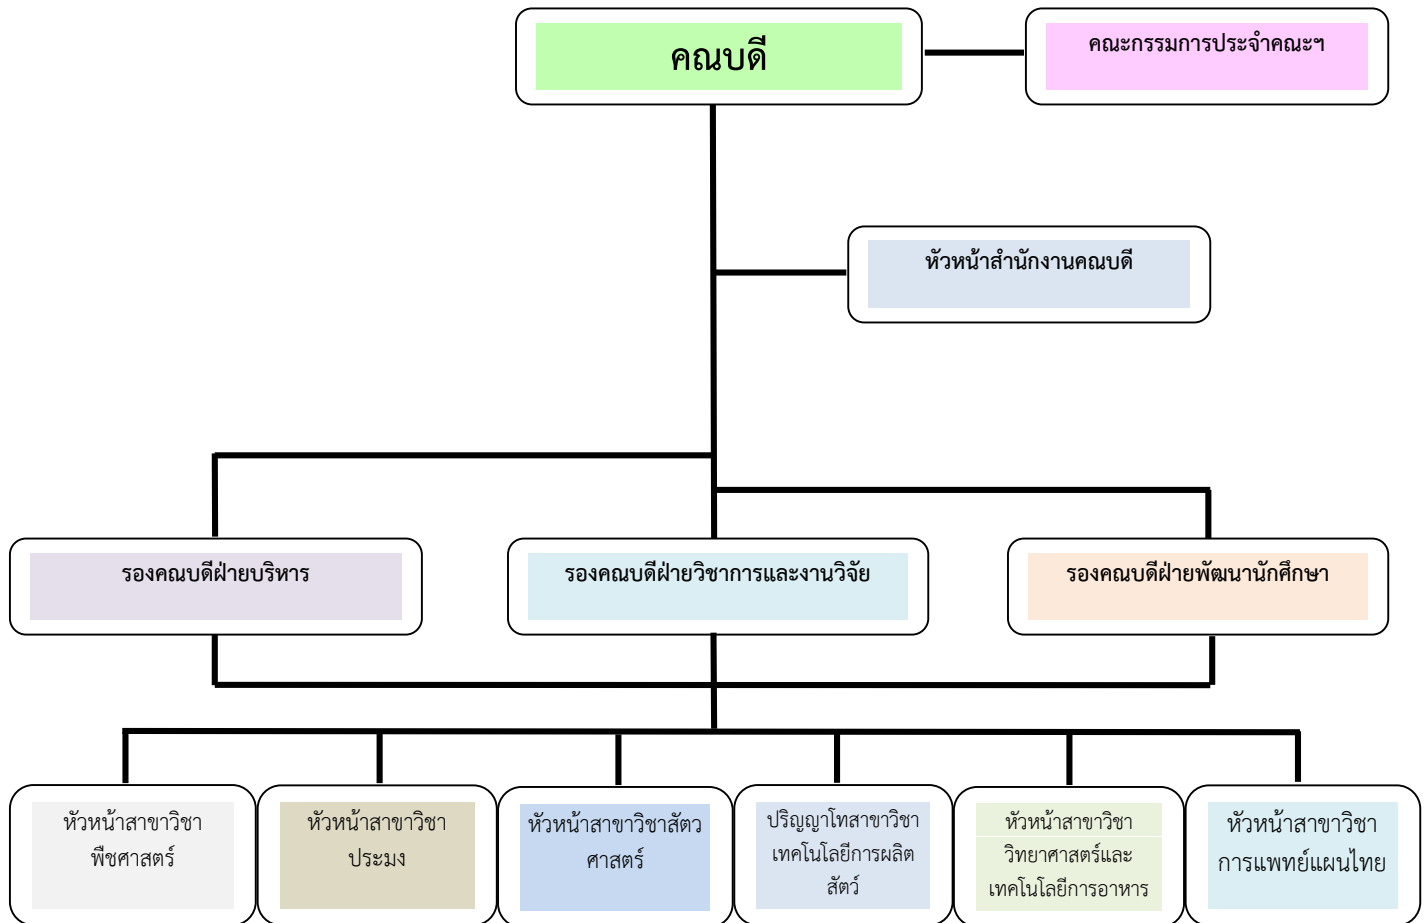 คณบดี
คณะกรรมการประจำคณะฯ
หัวหน้าสำนักงานคณบดี
รองคณบดีฝ่ายบริหาร
รองคณบดีฝ่ายวิชาการและงานวิจัย
รองคณบดีฝ่ายพัฒนานักศึกษา
หัวหน้าสาขาวิชา
พืชศาสตร์
หัวหน้าสาขาวิชา
ประมง
หัวหน้าสาขาวิชาสัตว
ศาสตร์
ปริญญาโทสาขาวิชา
เทคโนโลยีการผลิต
สัตว์
หัวหน้าสาขาวิชา
วิทยาศาสตร์และ
เทคโนโลยีการอาหาร
หัวหน้าสาขาวิชา
การแพทย์แผนไทย